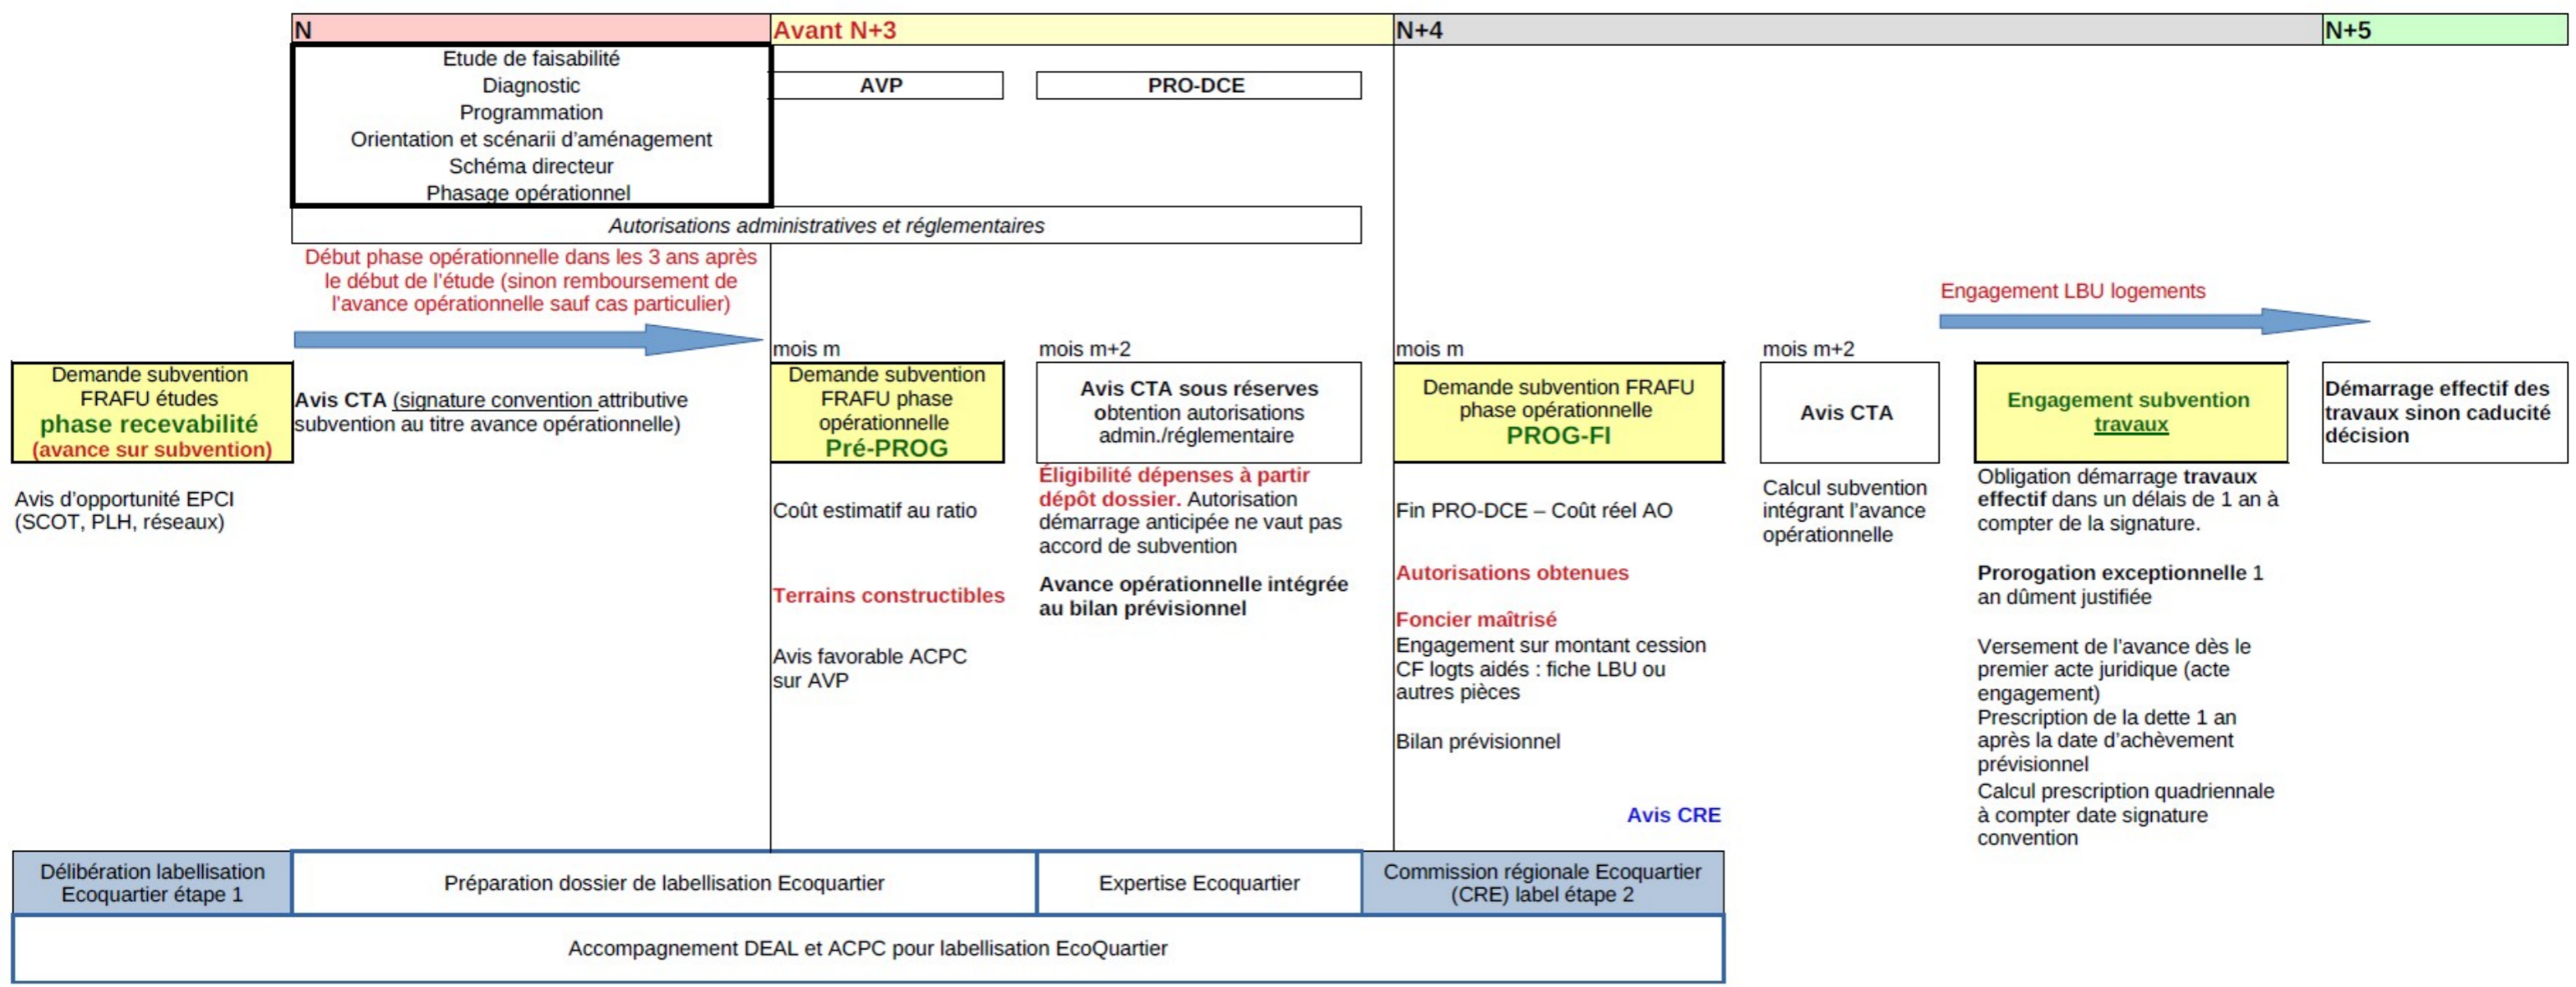 N
Avant N+3
N+4
N+5
Etude de faisabilité
Diagnostic
Programmation
Orientation et scénarii d'aménagement
Schéma directeur
Phasage opérationnel
AVP
PRO-DCE
Autorisations administratives et réglementaires
Début phase opérationnelle dans les 3 ans après
le début de l'étude (sinon remboursement de
l'avance opérationnelle sauf cas particulier)
Engagement LBU logements
Demande subvention
FRAFU études
phase recevabilité
(avance sur subvention)
Avis d'opportunité EPCI
(SCOT, PLH, réseaux)
Avis CTA (signature convention attributive
subvention au titre avance opérationnelle)
mois m
Demande subvention
FRAFU phase
opérationnelle
Pré-PROG
Coût estimatif au ratio
Terrains constructibles
Avis favorable ACPC
sur AVP
mois m+2
Avis CTA sous réserves
obtention autorisations
admin./réglementaire
Éligibilité dépenses à partir
dépôt dossier. Autorisation
démarrage anticipée ne vaut pas
accord de subvention
Avance opérationnelle intégrée
au bilan prévisionnel
mois m
Demande subvention FRAFU
phase opérationnelle
PROG-FI
Fin PRO-DCE – Coût réel AO
Autorisations obtenues
Foncier maîtrisé
Engagement sur montant cession
CF logts aidés : fiche LBU ou
autres pièces
Bilan prévisionnel
Avis CRE
mois m+2
Avis CTA
Calcul subvention
intégrant l'avance
opérationnelle
Engagement subvention
travaux
Obligation démarrage travaux
effectif dans un délais de 1 an à
compter de la signature.
Prorogation exceptionnelle 1
an dûment justifiée
Versement de l'avance dès le
premier acte juridique (acte
engagement)
Prescription de la dette 1 an
après la date d'achèvement
prévisionnel
Calcul prescription quadriennale
à compter date signature
convention
Démarrage effectif des
travaux sinon caducité
décision
Délibération labellisation
Ecoquartier étape 1
Préparation dossier de labellisation Ecoquartier
Expertise Ecoquartier
Commission régionale Ecoquartier
(CRE) label étape 2
Accompagnement DEAL et ACPC pour labellisation EcoQuartier